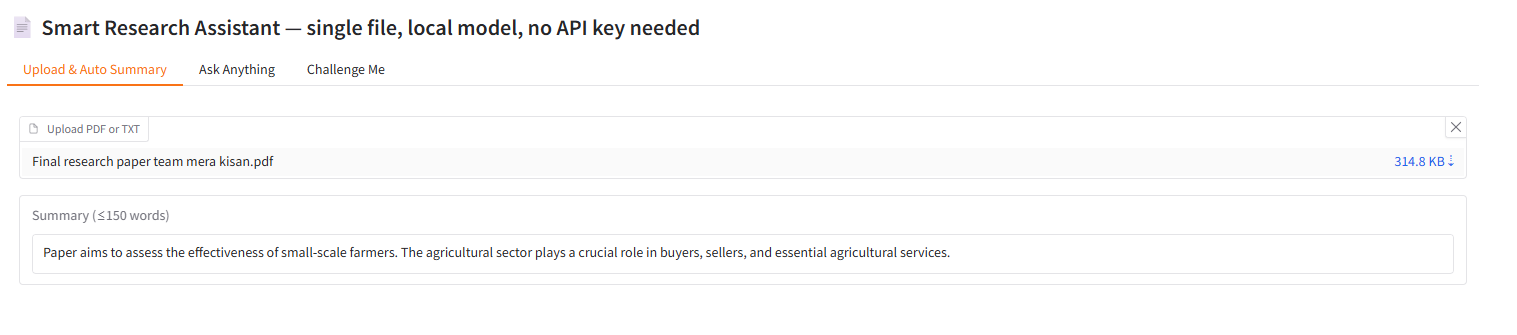 Smart Research Assistant — single file, local model, no API key needed
Upload & Auto Summary Ask Anything Challenge Me
Upload PDF or TXT
Final research paper team mera kisan.pdf 314.8 KB ⇣
Summary (≤150 words)
Paper aims to assess the effectiveness of small-scale farmers. The agricultural sector plays a crucial role in buyers, sellers, and essential agricultural services.